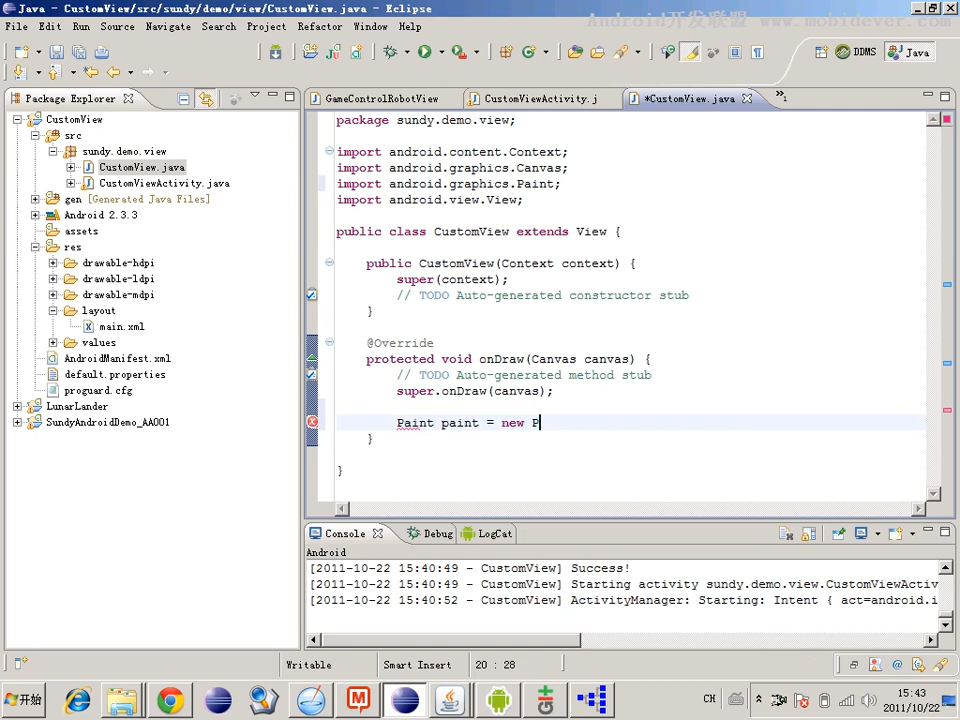 Java - CustomView/src/sundy/demo/view/CustomView.java - Eclipse
Android开发联盟 www.mobidever.com
File Edit Run Source Navigate Search Project Refactor Window Help
DDMS Java
Package Explorer
GameControlRobotView CustomViewActivity.j *CustomView.java »1
CustomView
src
sundy.demo.view
CustomView.java
CustomViewActivity.java
gen [Generated Java Files]
Android 2.3.3
assets
res
drawable-hdpi
drawable-ldpi
drawable-mdpi
layout
main.xml
values
AndroidManifest.xml
default.properties
proguard.cfg
LunarLander
SundyAndroidDemo_AA001
package sundy.demo.view;
import android.content.Context;
import android.graphics.Canvas;
import android.graphics.Paint;
import android.view.View;
public class CustomView extends View {
public CustomView(Context context) {
super(context);
// TODO Auto-generated constructor stub
}
@Override
protected void onDraw(Canvas canvas) {
// TODO Auto-generated method stub
super.onDraw(canvas);
Paint paint = new P
}
}
Console Debug LogCat
Android
[2011-10-22 15:40:49 - CustomView] Success!
[2011-10-22 15:40:49 - CustomView] Starting activity sundy.demo.view.CustomViewActiv
[2011-10-22 15:40:52 - CustomView] ActivityManager: Starting: Intent { act=android.i
Writable Smart Insert 20 : 28
开始
CH
15:43
2011/10/22